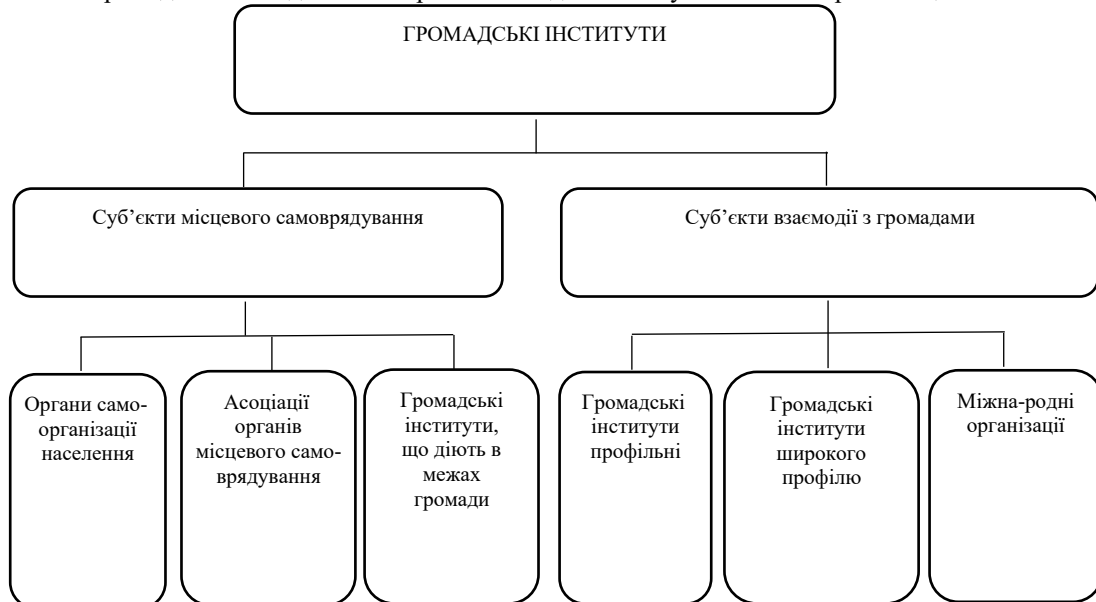 ГРОМАДСЬКІ ІНСТИТУТИ
Суб’єкти місцевого самоврядування
Суб’єкти взаємодії з громадами
Органи само-
організації
населення
Асоціації
органів
місцевого само-
врядування
Громадські
інститути,
що діють в
межах
громади
Громадські
інститути
профільні
Громадські
інститути
широкого
профілю
Міжна-родні
організації